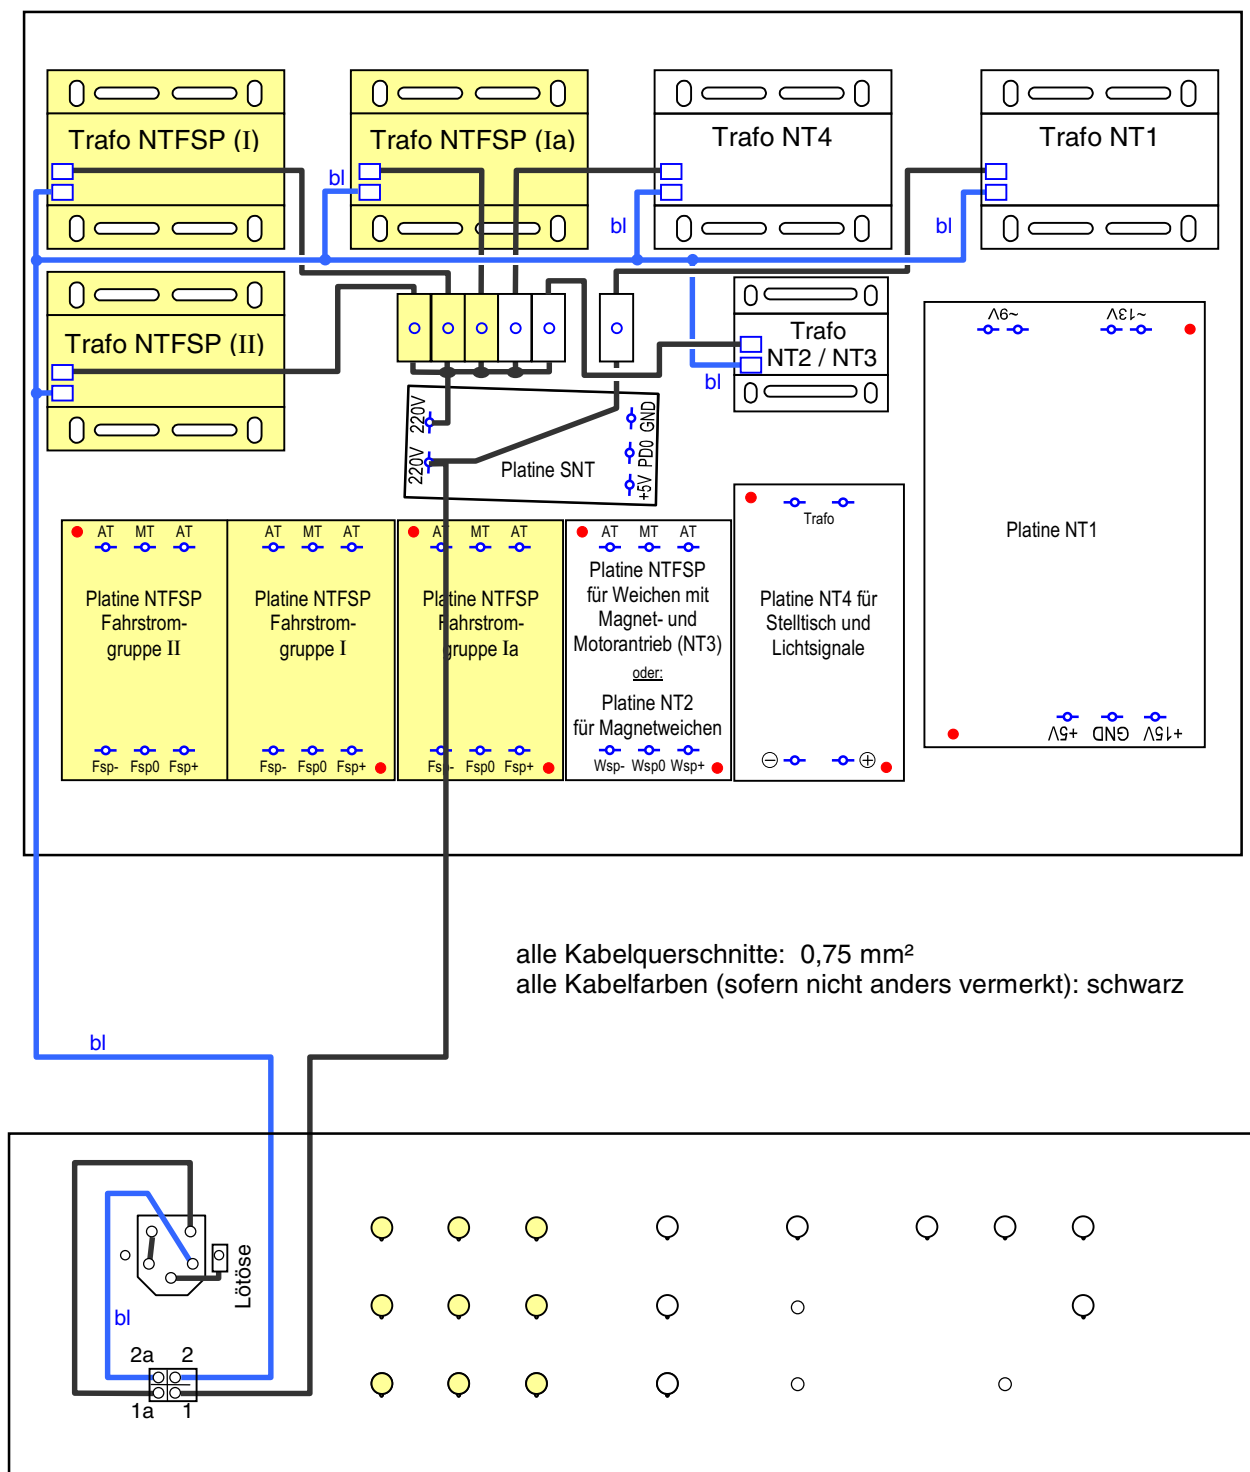 Trafo NTFSP (I)
Trafo NTFSP (Ia)
Trafo NT4
Trafo NT1
bl
bl
bl
Trafo NTFSP (II)
Trafo
NT2 / NT3
bl
~9V
~13V
220V
220V
GND
PD0
+5V
Platine SNT
Platine NT1
+5V
GND
+15V
AT MT AT
Platine NTFSP
Fahrstrom-
gruppe II
Fsp- Fsp0 Fsp+
AT MT AT
Platine NTFSP
Fahrstrom-
gruppe I
Fsp- Fsp0 Fsp+
AT MT AT
Platine NTFSP
Fahrstrom-
gruppe Ia
Fsp- Fsp0 Fsp+
AT MT AT
Platine NTFSP
für Weichen mit
Magnet- und
Motorantrieb (NT3)
oder:
Platine NT2
für Magnetweichen
Wsp- Wsp0 Wsp+
Trafo
Platine NT4 für
Stelltisch und
Lichtsignale
⊖ ⊕
alle Kabelquerschnitte: 0,75 mm²
alle Kabelfarben (sofern nicht anders vermerkt): schwarz
bl
Lötöse
bl
2a 2
1a 1